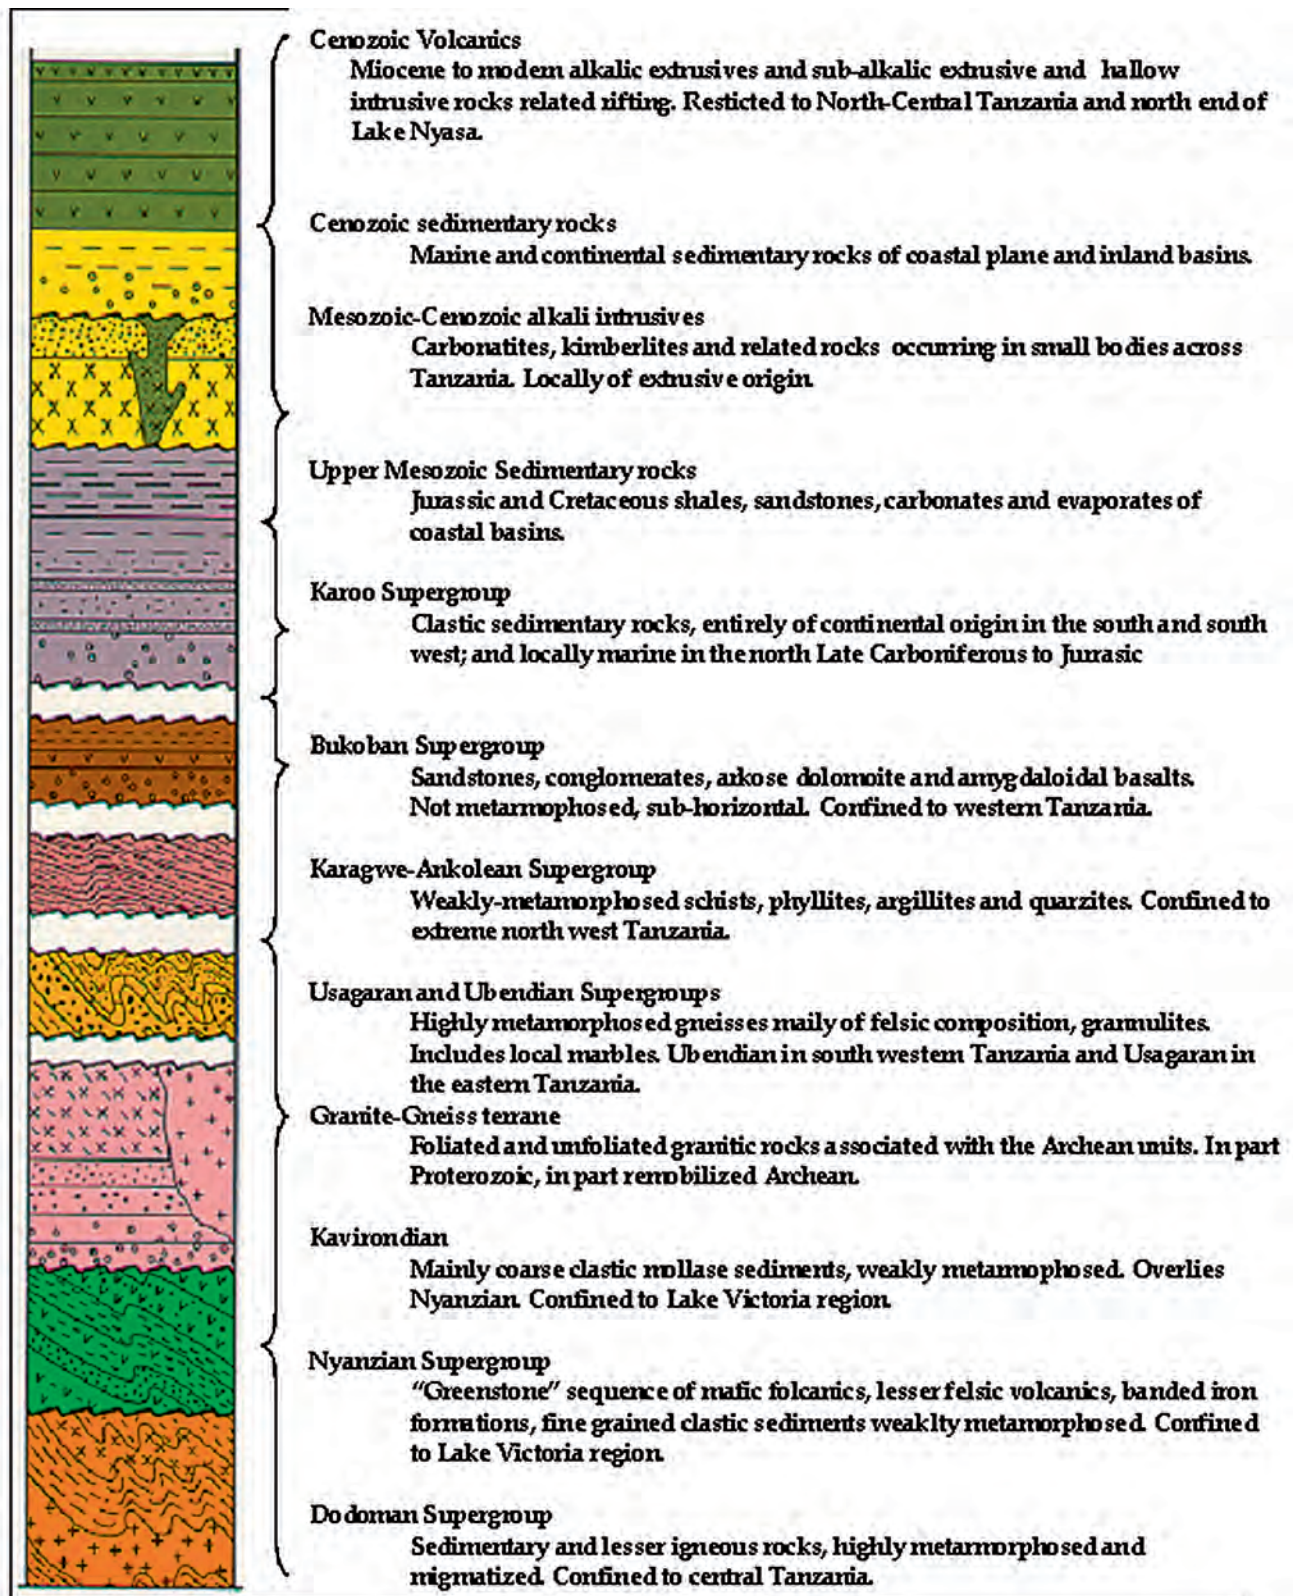 Cenozoic Volcanics
Miocene to modern alkalic extrusives and sub-alkalic extrusive and hallow
intrusive rocks related rifting. Resticted to North-Central Tanzania and north end of
Lake Nyasa.
Cenozoic sedimentary rocks
Marine and continental sedimentary rocks of coastal plane and inland basins.
Mesozoic-Cenozoic alkali intrusives
Carbonatites, kimberlites and related rocks occurring in small bodies across
Tanzania. Locally of extrusive origin.
Upper Mesozoic Sedimentary rocks
Jurassic and Cretaceous shales, sandstones, carbonates and evaporates of
coastal basins.
Karoo Supergroup
Clastic sedimentary rocks, entirely of continental origin in the south and south
west; and locally marine in the north Late Carboniferous to Jurrasic
Bukoban Supergroup
Sandstones, conglomerates, arkose dolomoite and amygdaloidal basalts.
Not metarmophosed, sub-horizontal. Confined to western Tanzania.
Karagwe-Ankolean Supergroup
Weakly-metamorphosed schists, phyllites, argillites and quarzites. Confined to
extreme north west Tanzania.
Usagaran and Ubendian Supergroups
Highly metamorphosed gneisses maily of felsic composition, grannulites.
Includes local marbles. Ubendian in south western Tanzania and Usagaran in
the eastern Tanzania.
Granite-Gneiss terrane
Foliated and unfoliated granitic rocks associated with the Archean units. In part
Proterozoic, in part remobilized Archean.
Kavirondian
Mainly coarse clastic mollase sediments, weakly metarmophosed. Overlies
Nyanzian. Confined to Lake Victoria region.
Nyanzian Supergroup
“Greenstone” sequence of mafic folcanics, lesser felsic volcanics, banded iron
formations, fine grained clastic sediments weaklty metamorphosed. Confined
to Lake Victoria region.
Dodoman Supergroup
Sedimentary and lesser igneous rocks, highly metarmorphosed and
migmatized. Confined to central Tanzania.